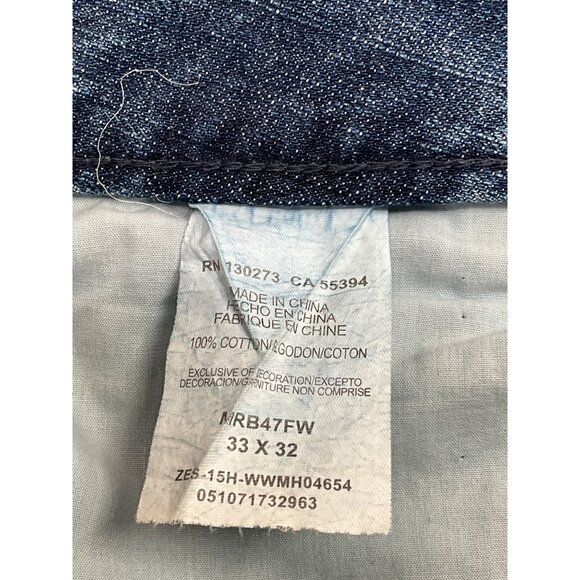 RN 130273 CA 55394
MADE IN CHINA
HECHO EN CHINA
FABRIQUE EN CHINE
100% COTTON/ALGODON/COTON
EXCLUSIVE OF DECORATION/EXCEPTO
DECORACION/GARNITURE NON COMPRISE
MRB47FW
33 X 32
ZES-15H-WWMH04654
051071732963